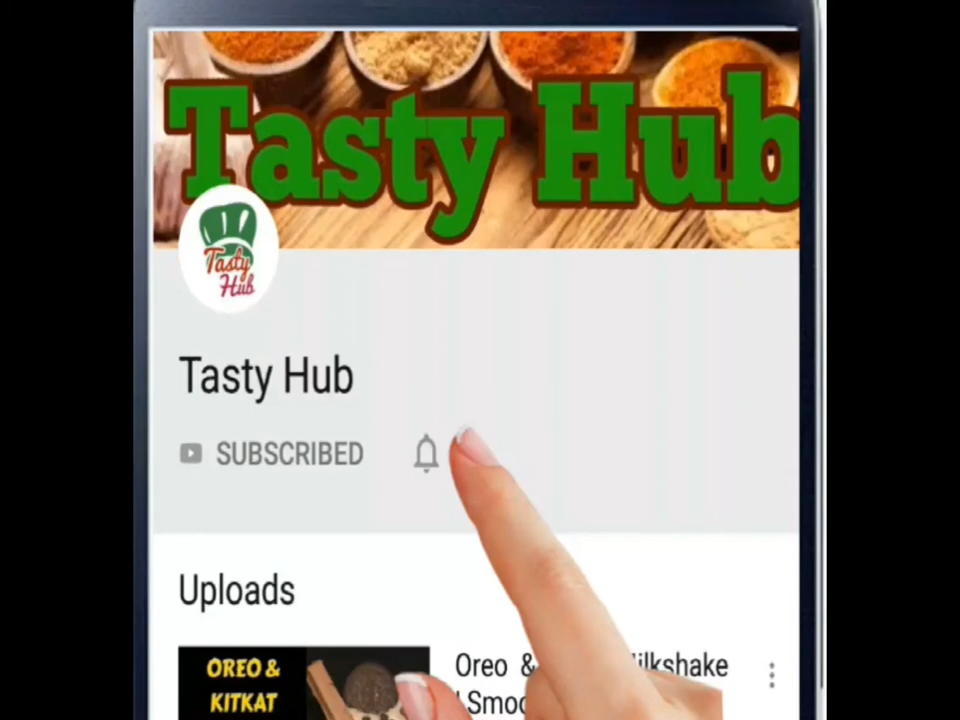 Tasty Hub
Tasty
Hub
Tasty Hub
SUBSCRIBED
Uploads
OREO &
KITKAT
Oreo & ilkshake
| Smoo